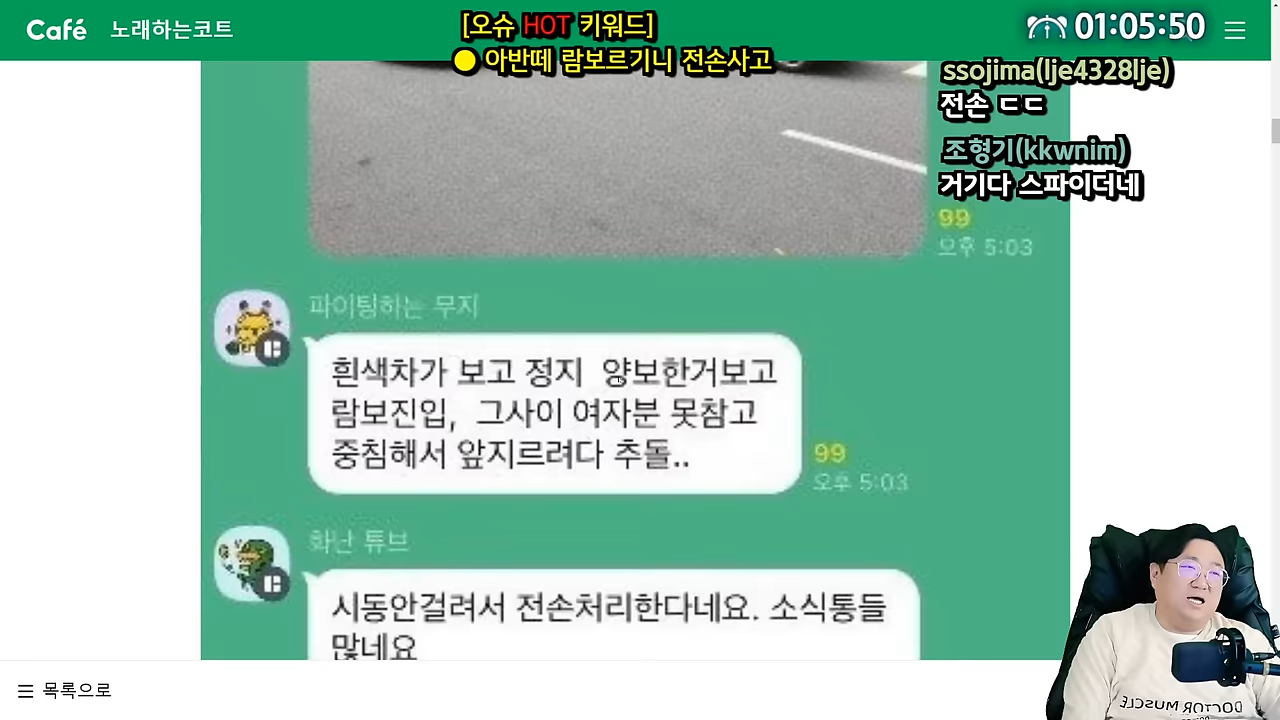 Café 노래하는코트
[오슈 HOT 키워드]
● 아반떼 람보르기니 전손사고
01:05:50
ssojima(lje4328lje)
전손 ㄷㄷ
조형기(kkwnim)
거기다 스파이더네
99
오후 5:03
파이팅하는 무지
흰색차가 보고 정지 양보한거보고
람보진입, 그사이 여자분 못참고
중침해서 앞지르려다 추돌..
99
오후 5:03
화난 튜브
시동안걸려서 전손처리한다네요. 소식통들
많네요
목록으로
DOCTOR MUSCLE